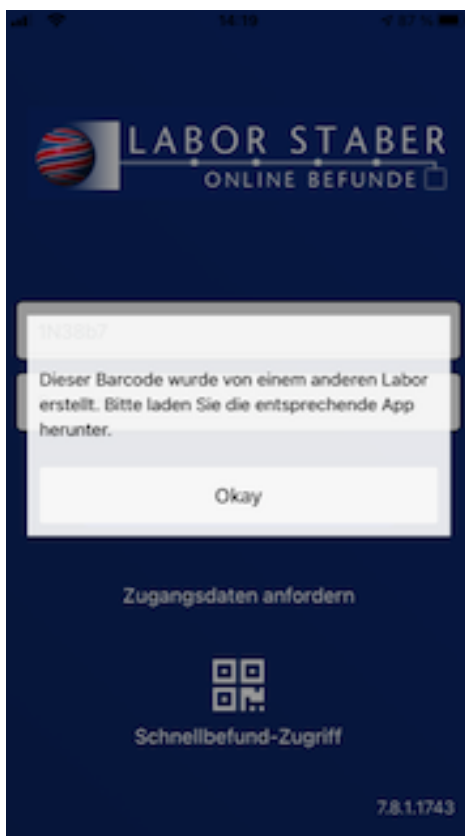 14:19
97 %
LABOR STABER
ONLINE BEFUNDE
1N38b7
Dieser Barcode wurde von einem anderen Labor
erstellt. Bitte laden Sie die entsprechende App
herunter.
Okay
Zugangsdaten anfordern
Schnellbefund-Zugriff
7.8.1.1743